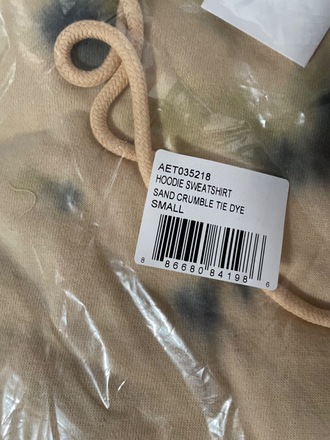 AET035218
HOODIE SWEATSHIRT
SAND CRUMBLE TIE DYE
SMALL
8 86680 84198 6